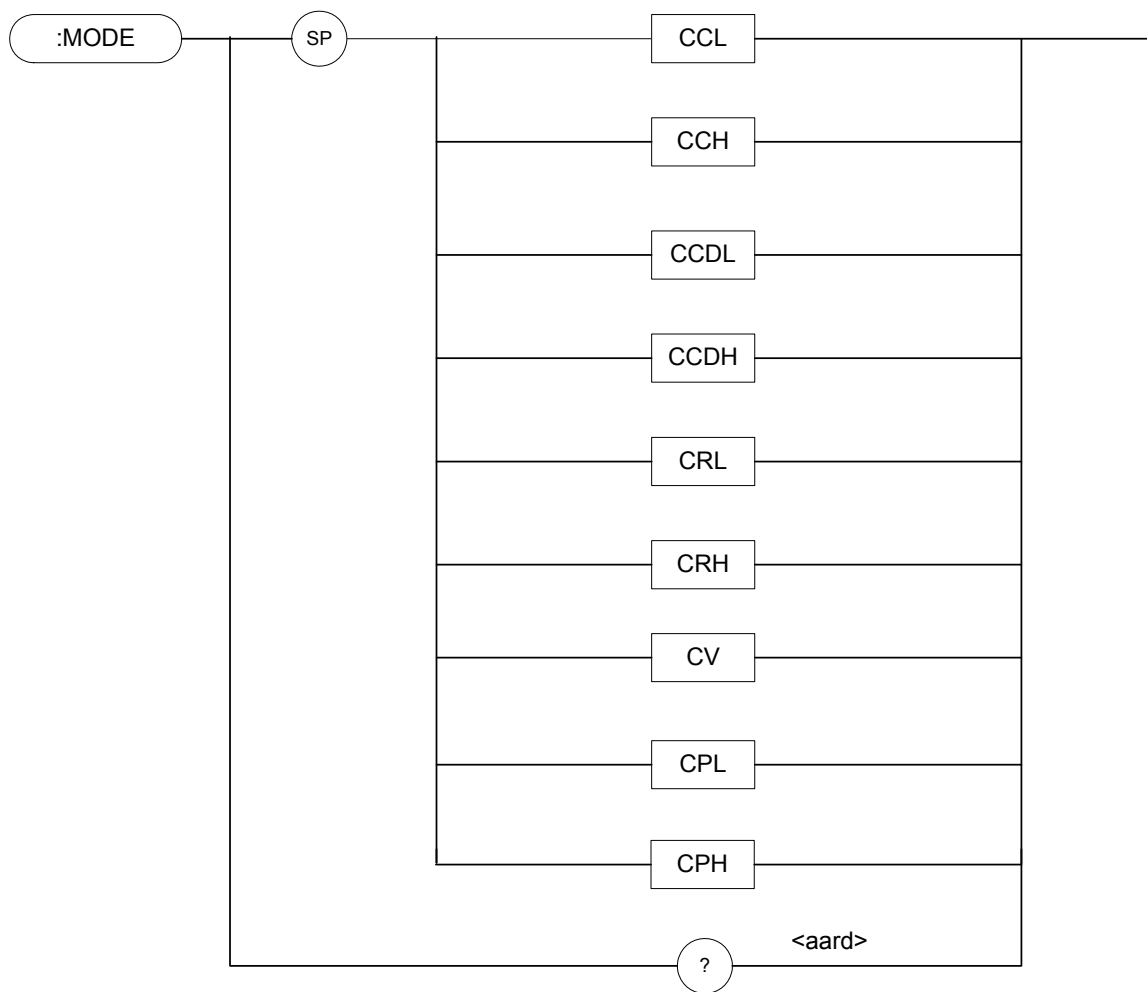 :MODE
SP
CCL
CCH
CCDL
CCDH
CRL
CRH
CV
CPL
CPH
<aard>
?